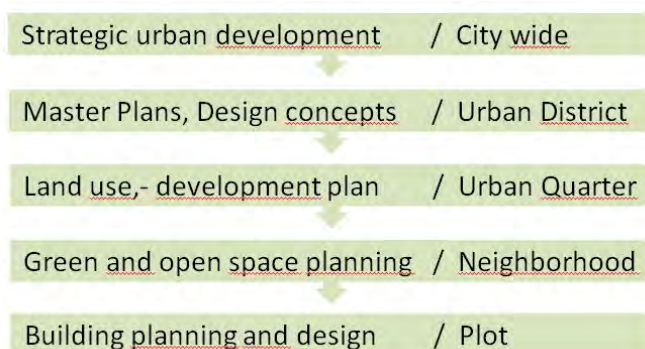 Strategic urban development / City wide
Master Plans, Design concepts / Urban District
Land use,- development plan / Urban Quarter
Green and open space planning / Neighborhood
Building planning and design / Plot